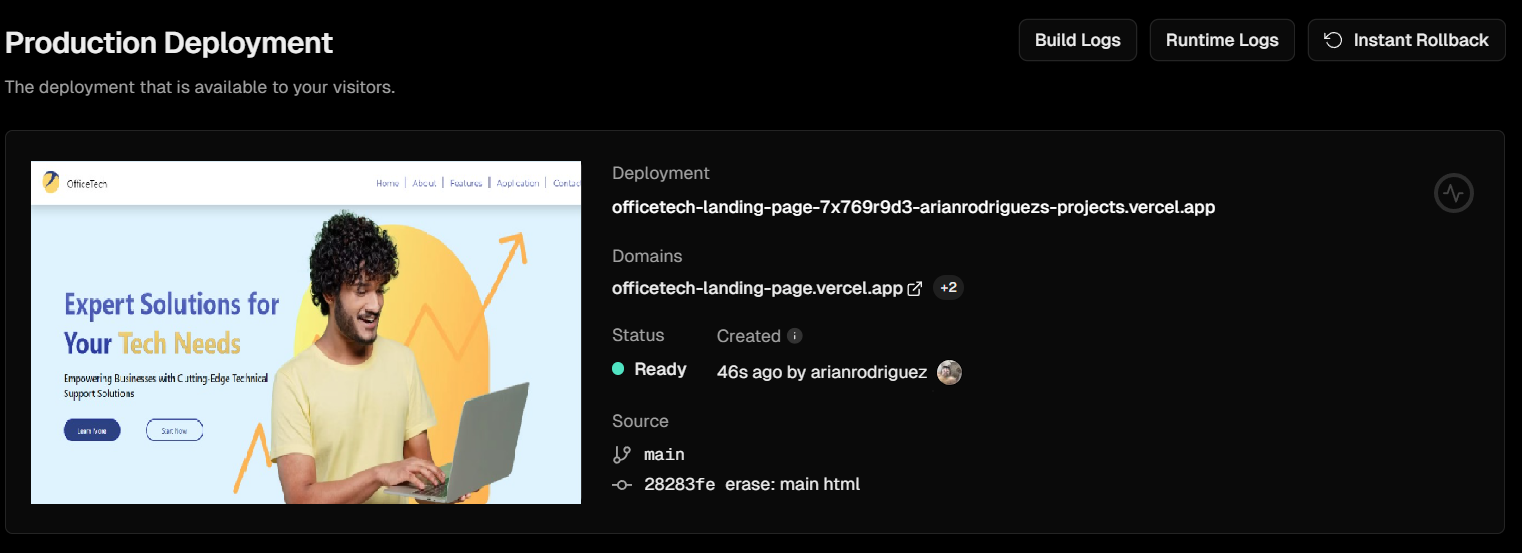 Production Deployment
Build Logs
Runtime Logs
Instant Rollback
The deployment that is available to your visitors.
OfficeTech
Home | About | Features | Application | Contac
Expert Solutions for
Your Tech Needs
Empowering Businesses with Cutting-Edge Technical
Support Solutions
Learn More
Start Now
Deployment
officetech-landing-page-7x769r9d3-arianrodriguezs-projects.vercel.app
Domains
officetech-landing-page.vercel.app
+2
Status
Created
Ready
46s ago by arianrodriguez
Source
main
28283fe erase: main html